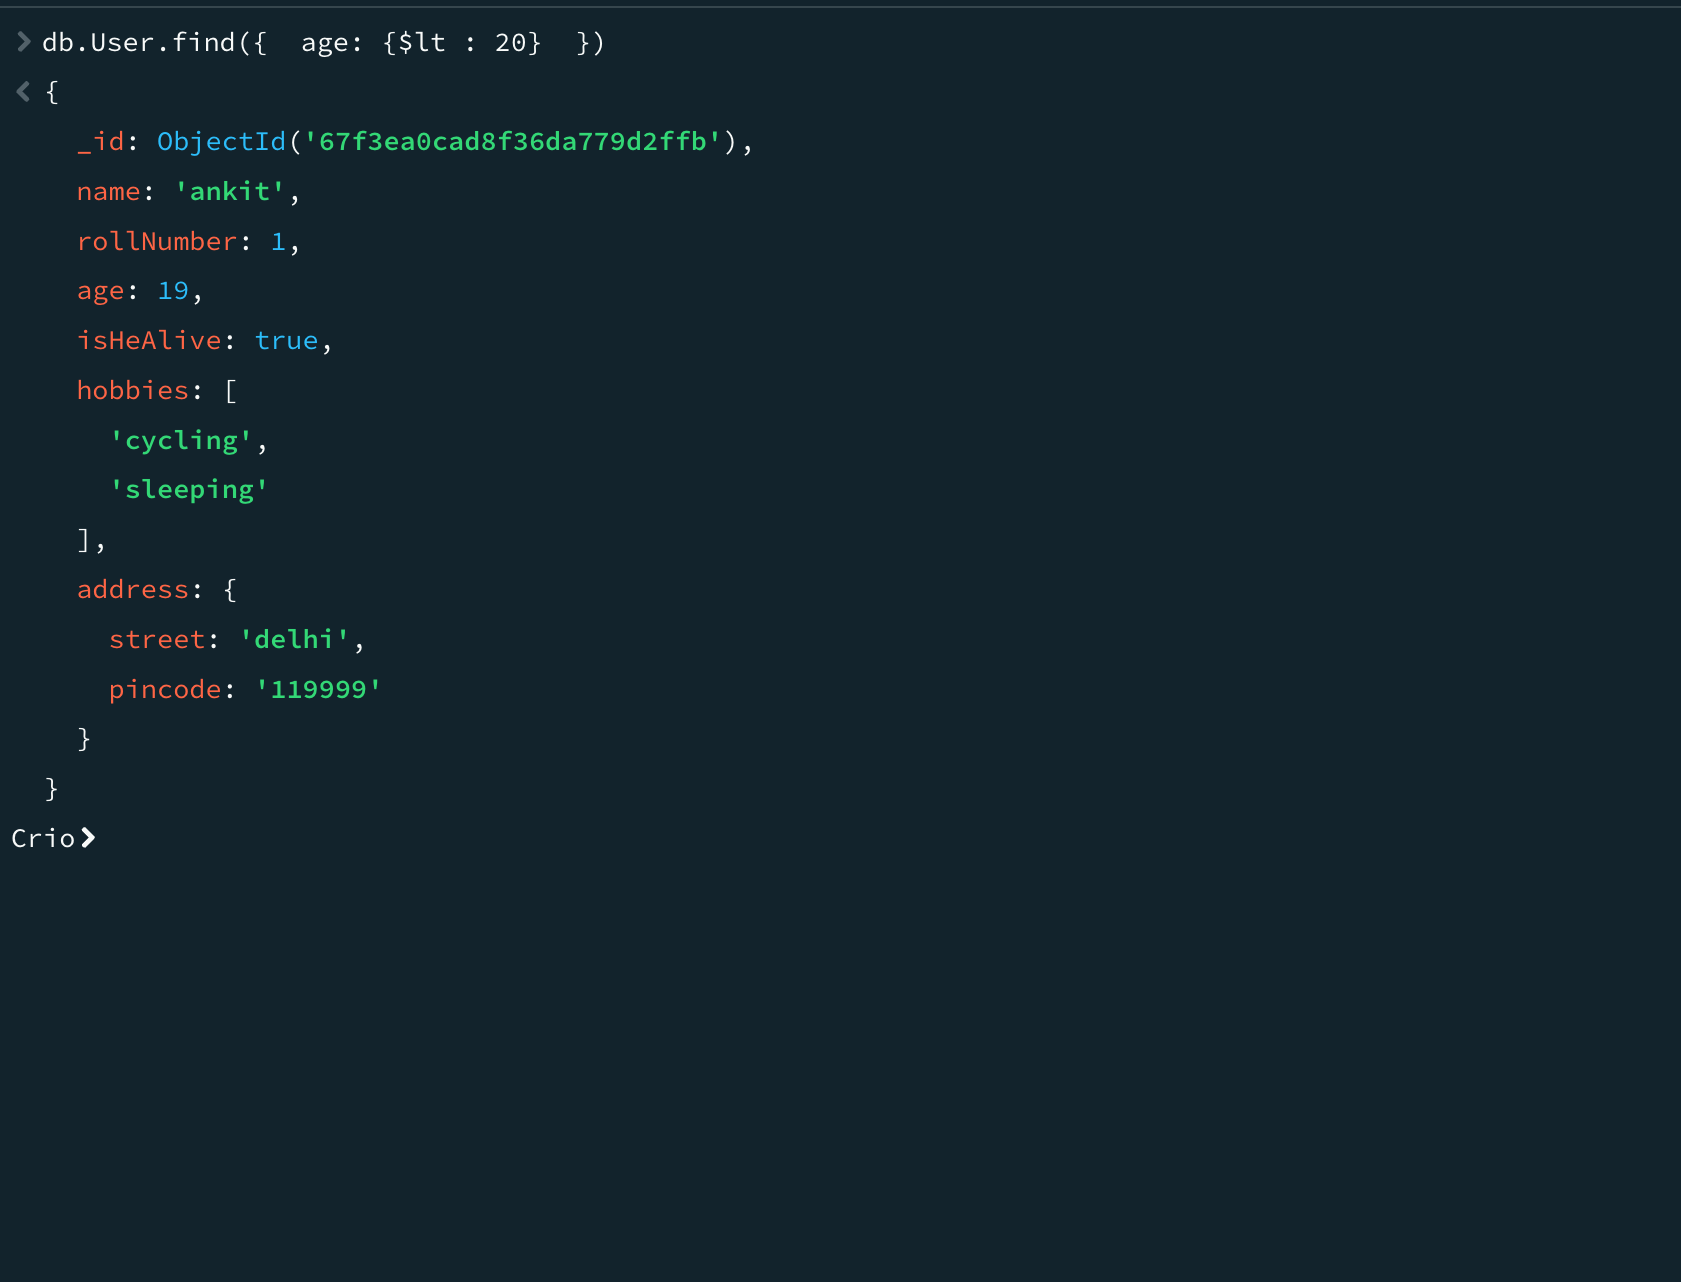 db.User.find({  age: {$lt : 20}  })
{
_id: ObjectId('67f3ea0cad8f36da779d2ffb'),
name: 'ankit',
rollNumber: 1,
age: 19,
isHeAlive: true,
hobbies: [
'cycling',
'sleeping'
],
address: {
street: 'delhi',
pincode: '119999'
}
}
Crio>